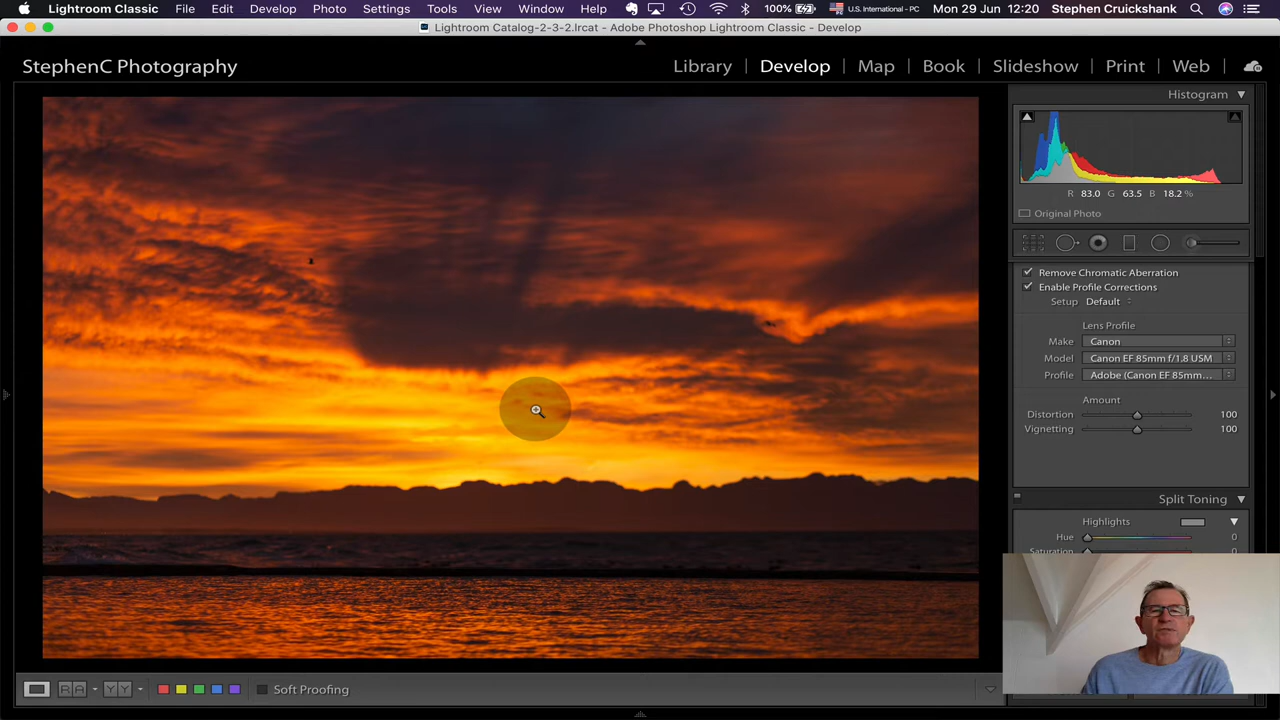 Lightroom Classic File Edit Develop Photo Settings Tools View Window Help 100% U.S. International - PC Mon 29 Jun 12:20 Stephen Cruickshank
Lightroom Catalog-2-3-2.lrcat - Adobe Photoshop Lightroom Classic - Develop
StephenC Photography Library | Develop | Map | Book | Slideshow | Print | Web
Histogram
R 83.0 G 63.5 B 18.2 %
Original Photo
Remove Chromatic Aberration
Enable Profile Corrections
Setup Default
Lens Profile
Make Canon
Model Canon EF 85mm f/1.8 USM
Profile Adobe (Canon EF 85mm...
Amount
Distortion 100
Vignetting 100
Split Toning
Highlights
Hue 0
Saturation
R A Y Y Soft Proofing